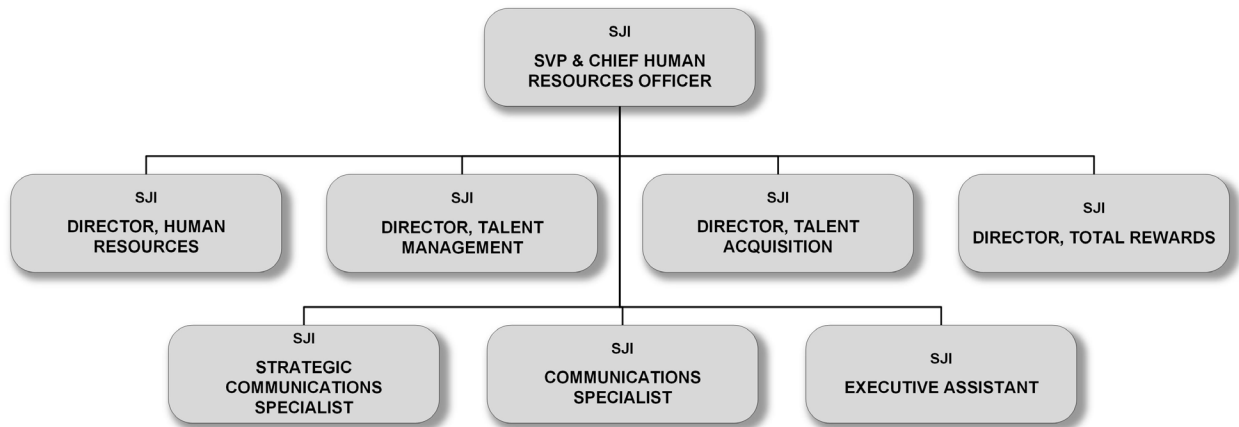 SJI
SVP & CHIEF HUMAN
RESOURCES OFFICER
SJI
DIRECTOR, HUMAN
RESOURCES
SJI
DIRECTOR, TALENT
MANAGEMENT
SJI
DIRECTOR, TALENT
ACQUISITION
SJI
DIRECTOR, TOTAL REWARDS
SJI
STRATEGIC
COMMUNICATIONS
SPECIALIST
SJI
COMMUNICATIONS
SPECIALIST
SJI
EXECUTIVE ASSISTANT